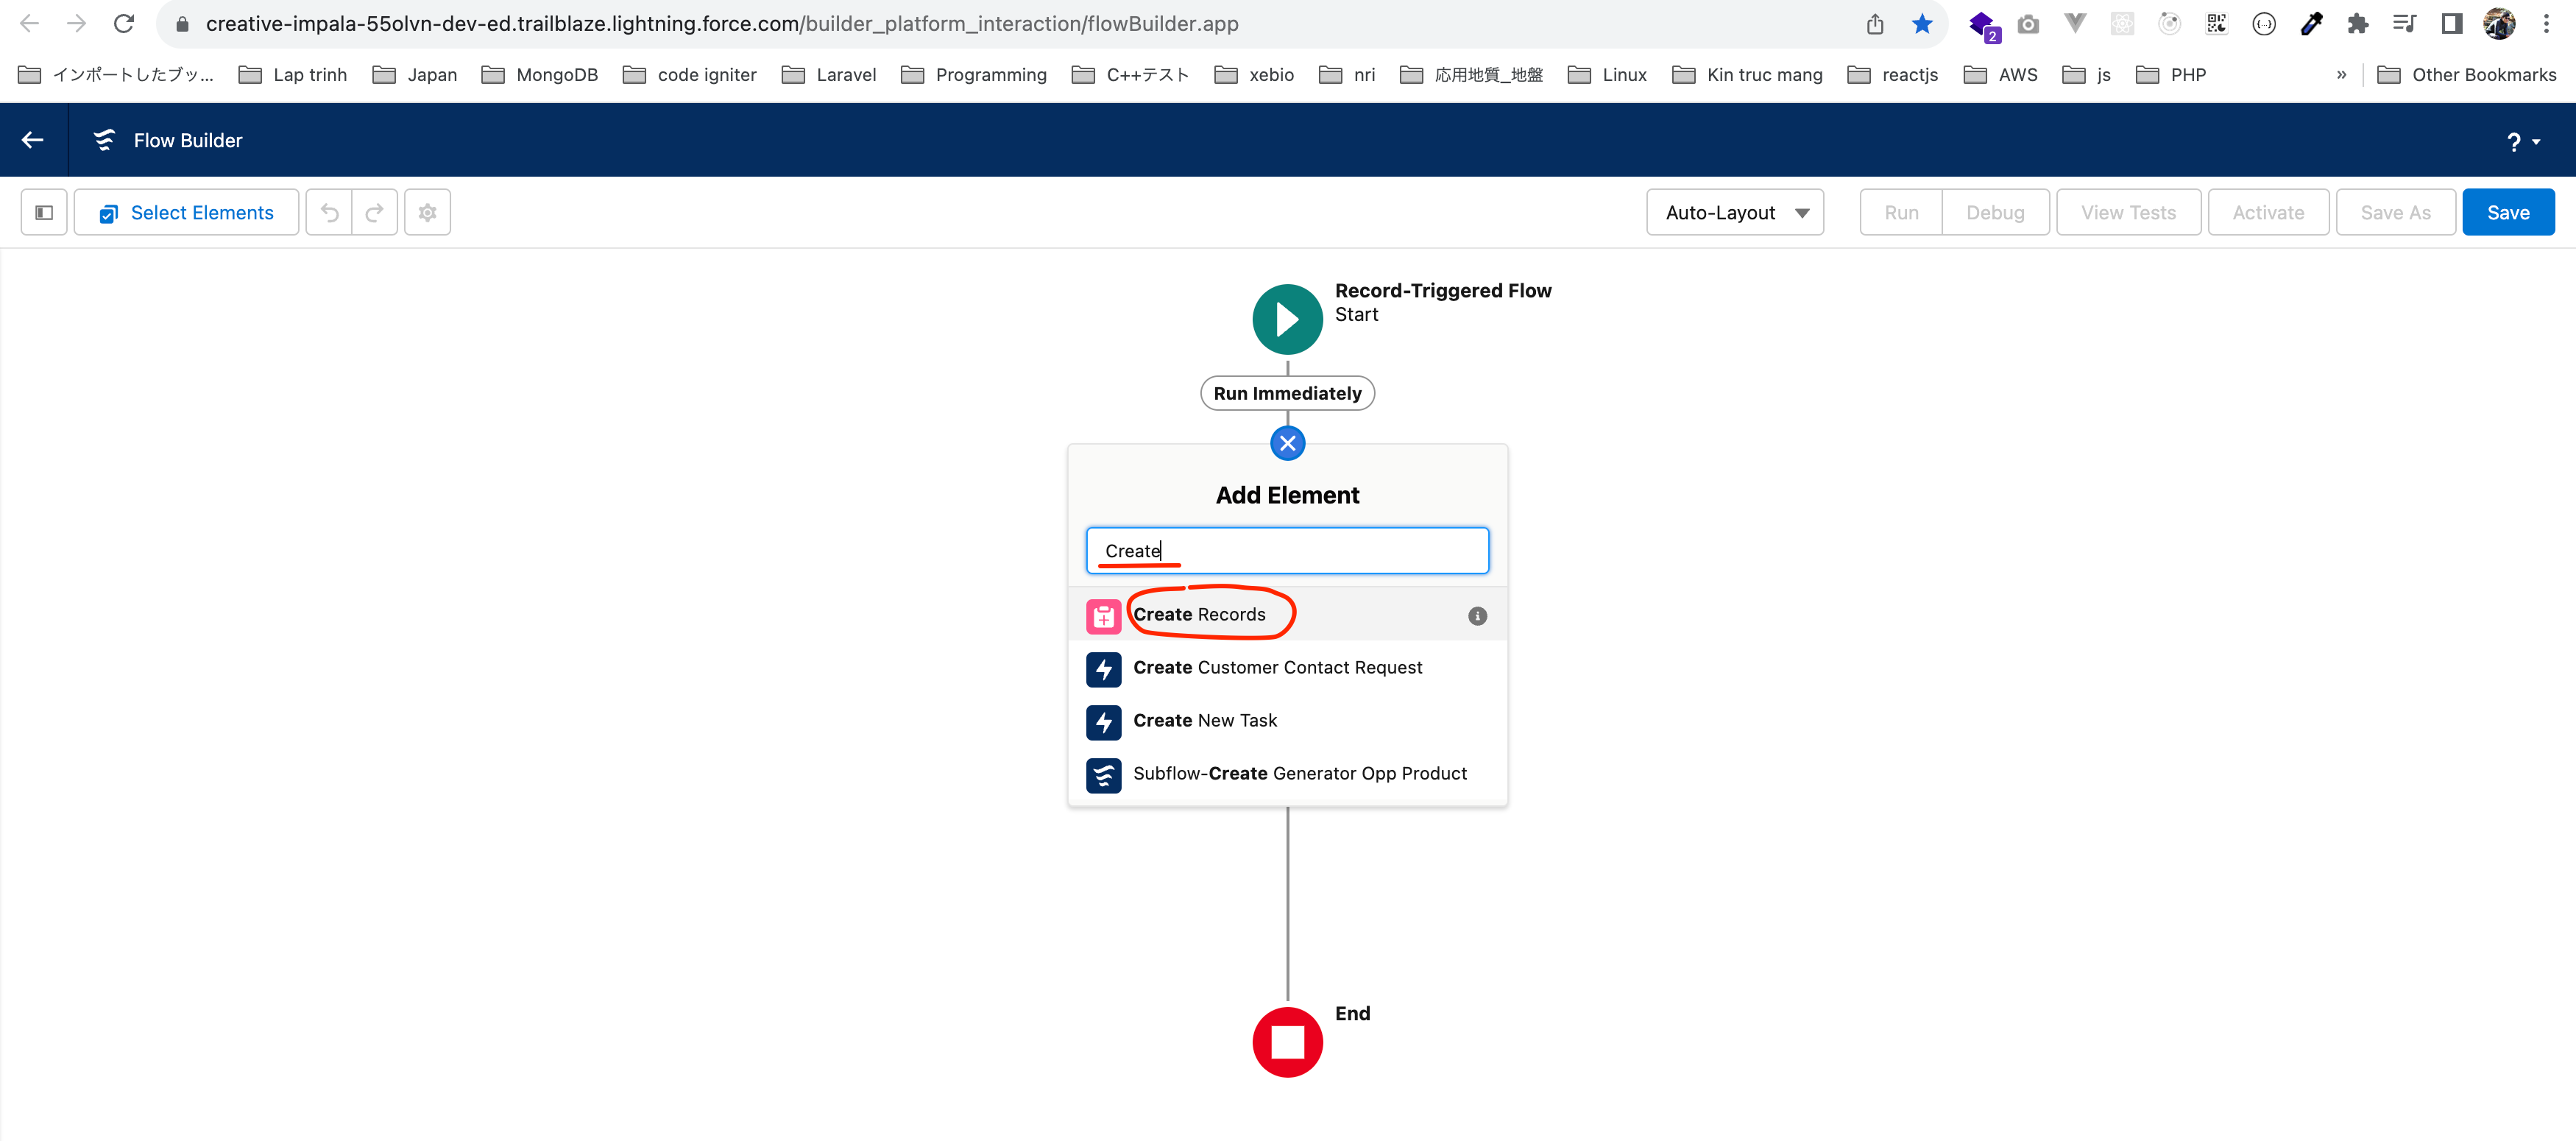 creative-impala-55olvn-dev-ed.trailblaze.lightning.force.com/builder_platform_interaction/flowBuilder.app
2
インポートしたブッ... Lap trinh Japan MongoDB code igniter Laravel Programming C++テスト xebio nri 応用地質_地盤 Linux Kin truc mang reactjs AWS js PHP » Other Bookmarks
Flow Builder ?
Select Elements Auto-Layout Run Debug View Tests Activate Save As Save
Record-Triggered Flow
Start
Run Immediately
Add Element
Create
Create Records
Create Customer Contact Request
Create New Task
Subflow-Create Generator Opp Product
End